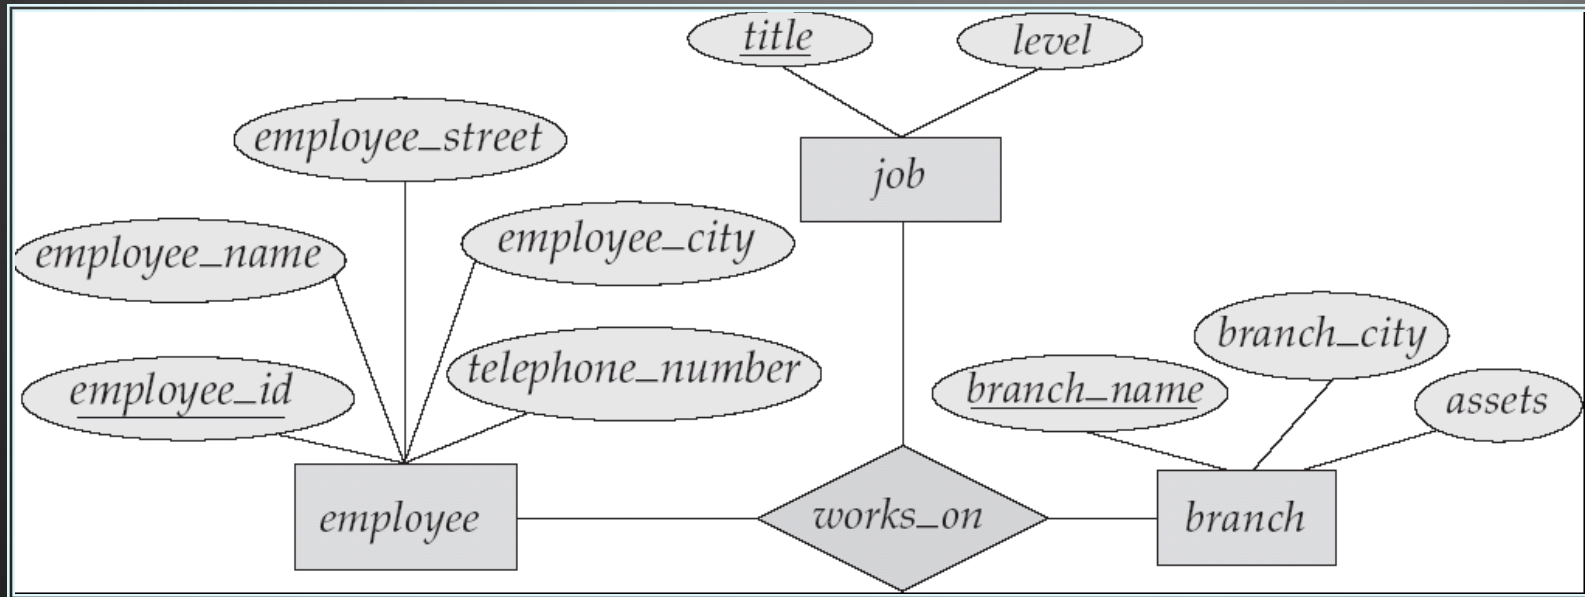 title
level
employee_street
job
employee_name
employee_city
branch_city
employee_id
telephone_number
branch_name
assets
employee
works_on
branch